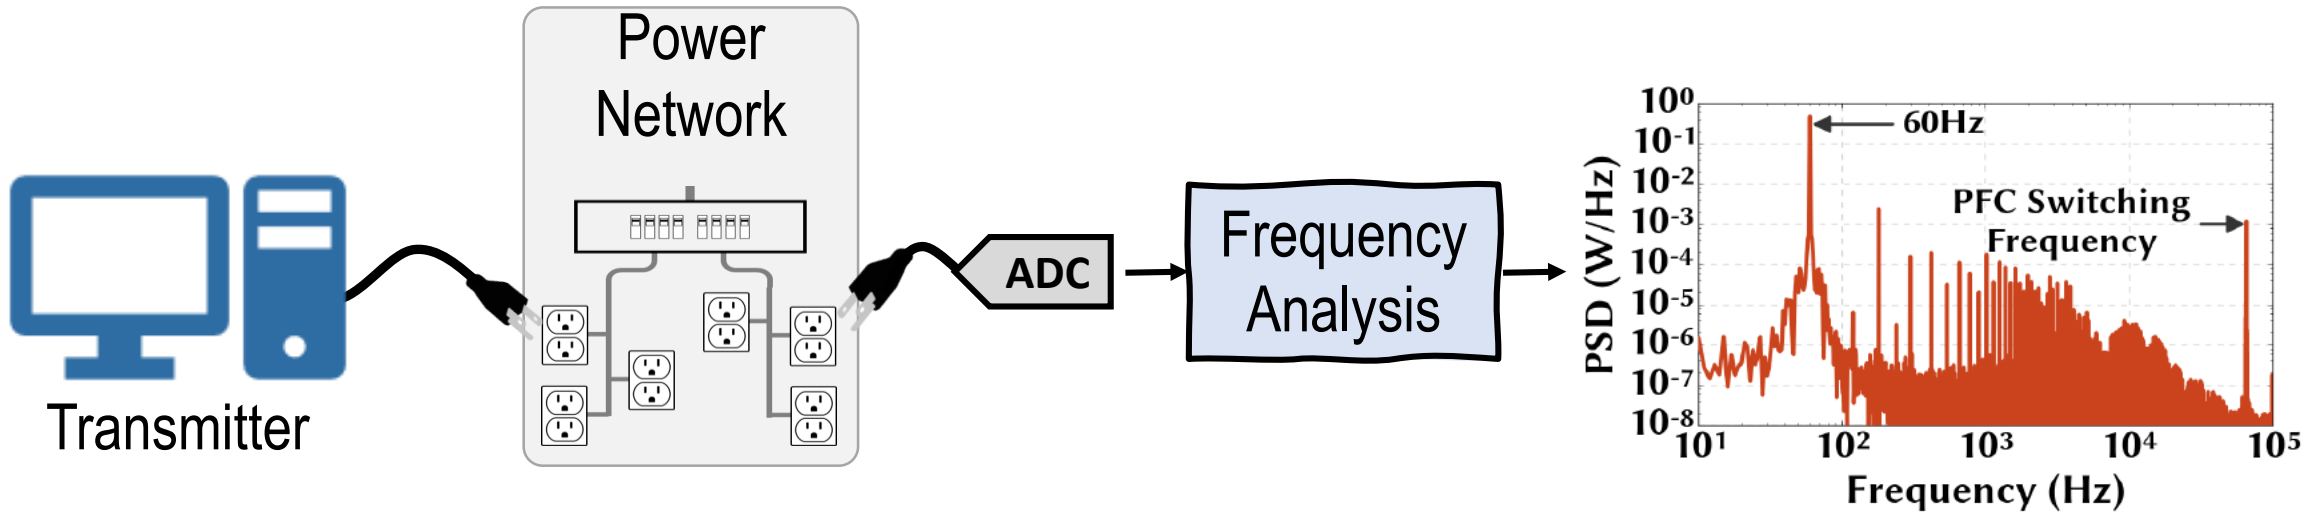 Transmitter
Power
Network
ADC
Frequency
Analysis
PSD (W/Hz)
10⁰
10⁻¹
10⁻²
10⁻³
10⁻⁴
10⁻⁵
10⁻⁶
10⁻⁷
10⁻⁸
60Hz
PFC Switching
Frequency
10¹ 10² 10³ 10⁴ 10⁵
Frequency (Hz)